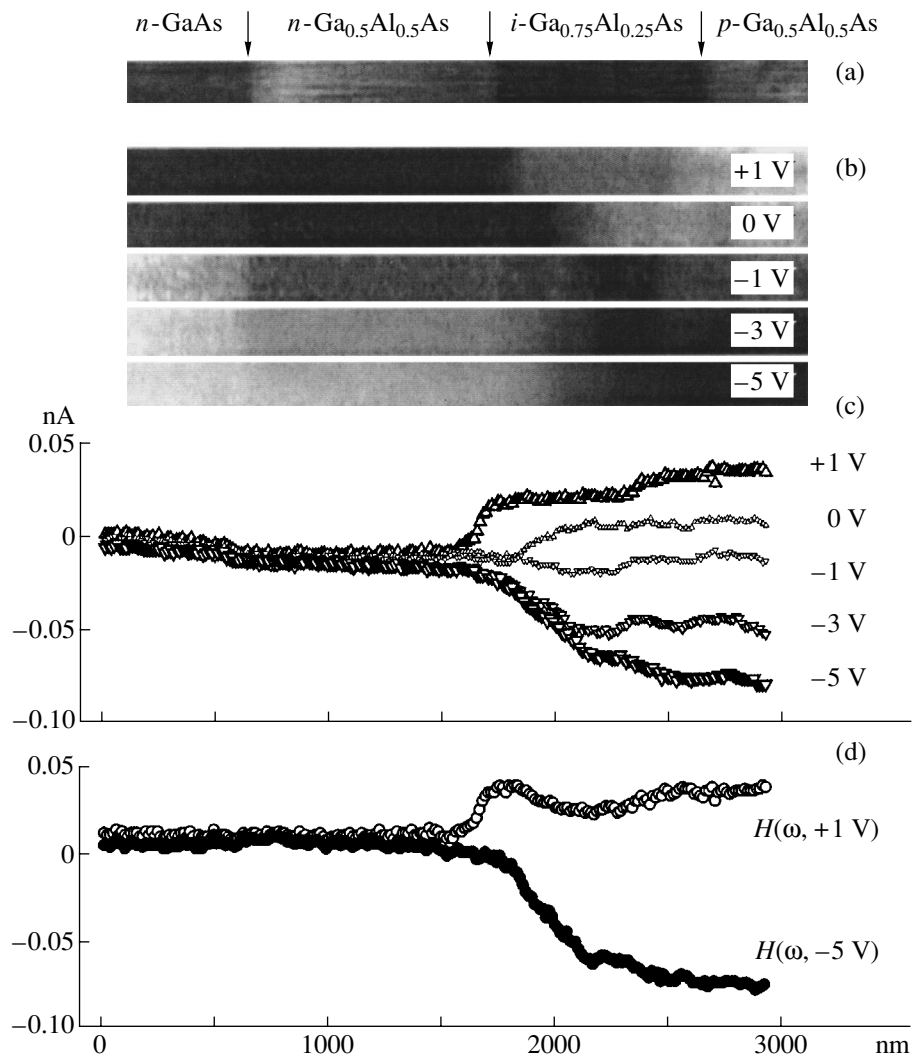 n-GaAs n-Ga0.5Al0.5As i-Ga0.75Al0.25As p-Ga0.5Al0.5As
(a)
(b)
+1 V
0 V
–1 V
–3 V
–5 V
(c)
nA
0.05
0
–0.05
–0.10
+1 V
0 V
–1 V
–3 V
–5 V
(d)
0.05
0
–0.05
–0.10
H(ω, +1 V)
H(ω, –5 V)
0 1000 2000 3000 nm